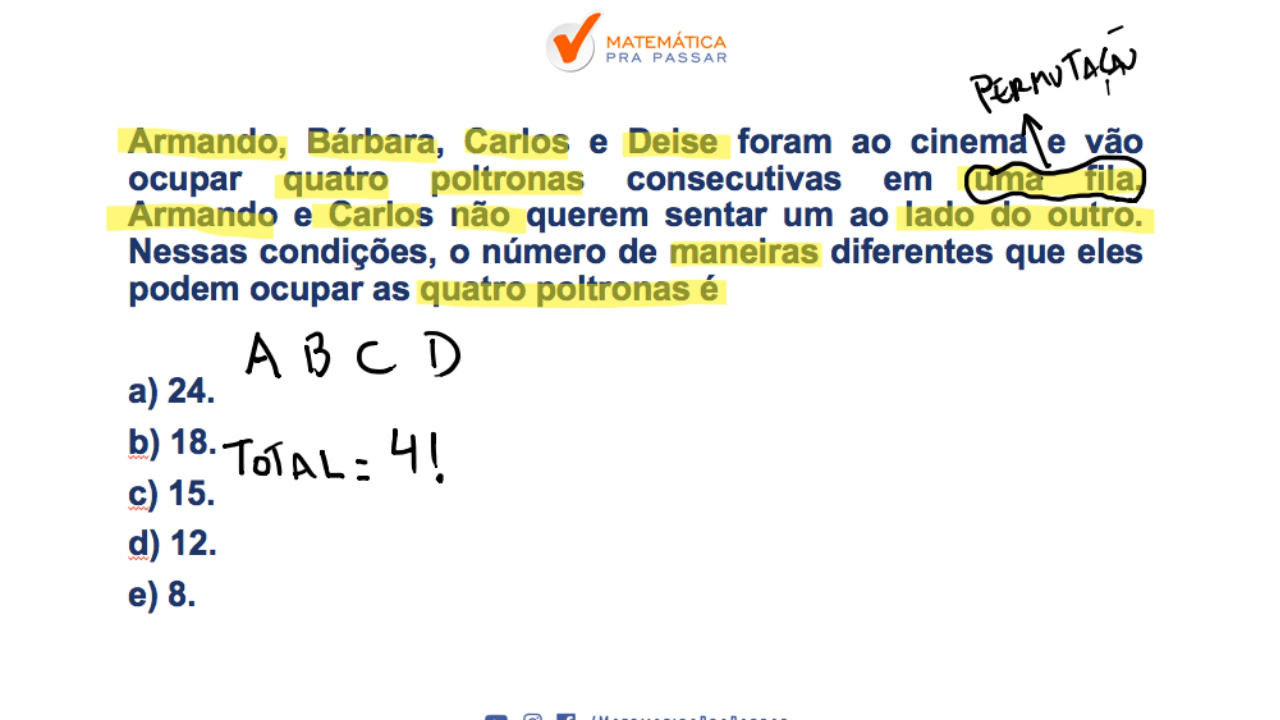 MATEMÁTICA
PRA PASSAR
PERMUTAÇÃO
Armando, Bárbara, Carlos e Deise foram ao cinema e vão
ocupar quatro poltronas consecutivas em uma fila.
Armando e Carlos não querem sentar um ao lado do outro.
Nessas condições, o número de maneiras diferentes que eles
podem ocupar as quatro poltronas é
A B C D
a) 24.
b) 18.
TOTAL = 4!
c) 15.
d) 12.
e) 8.